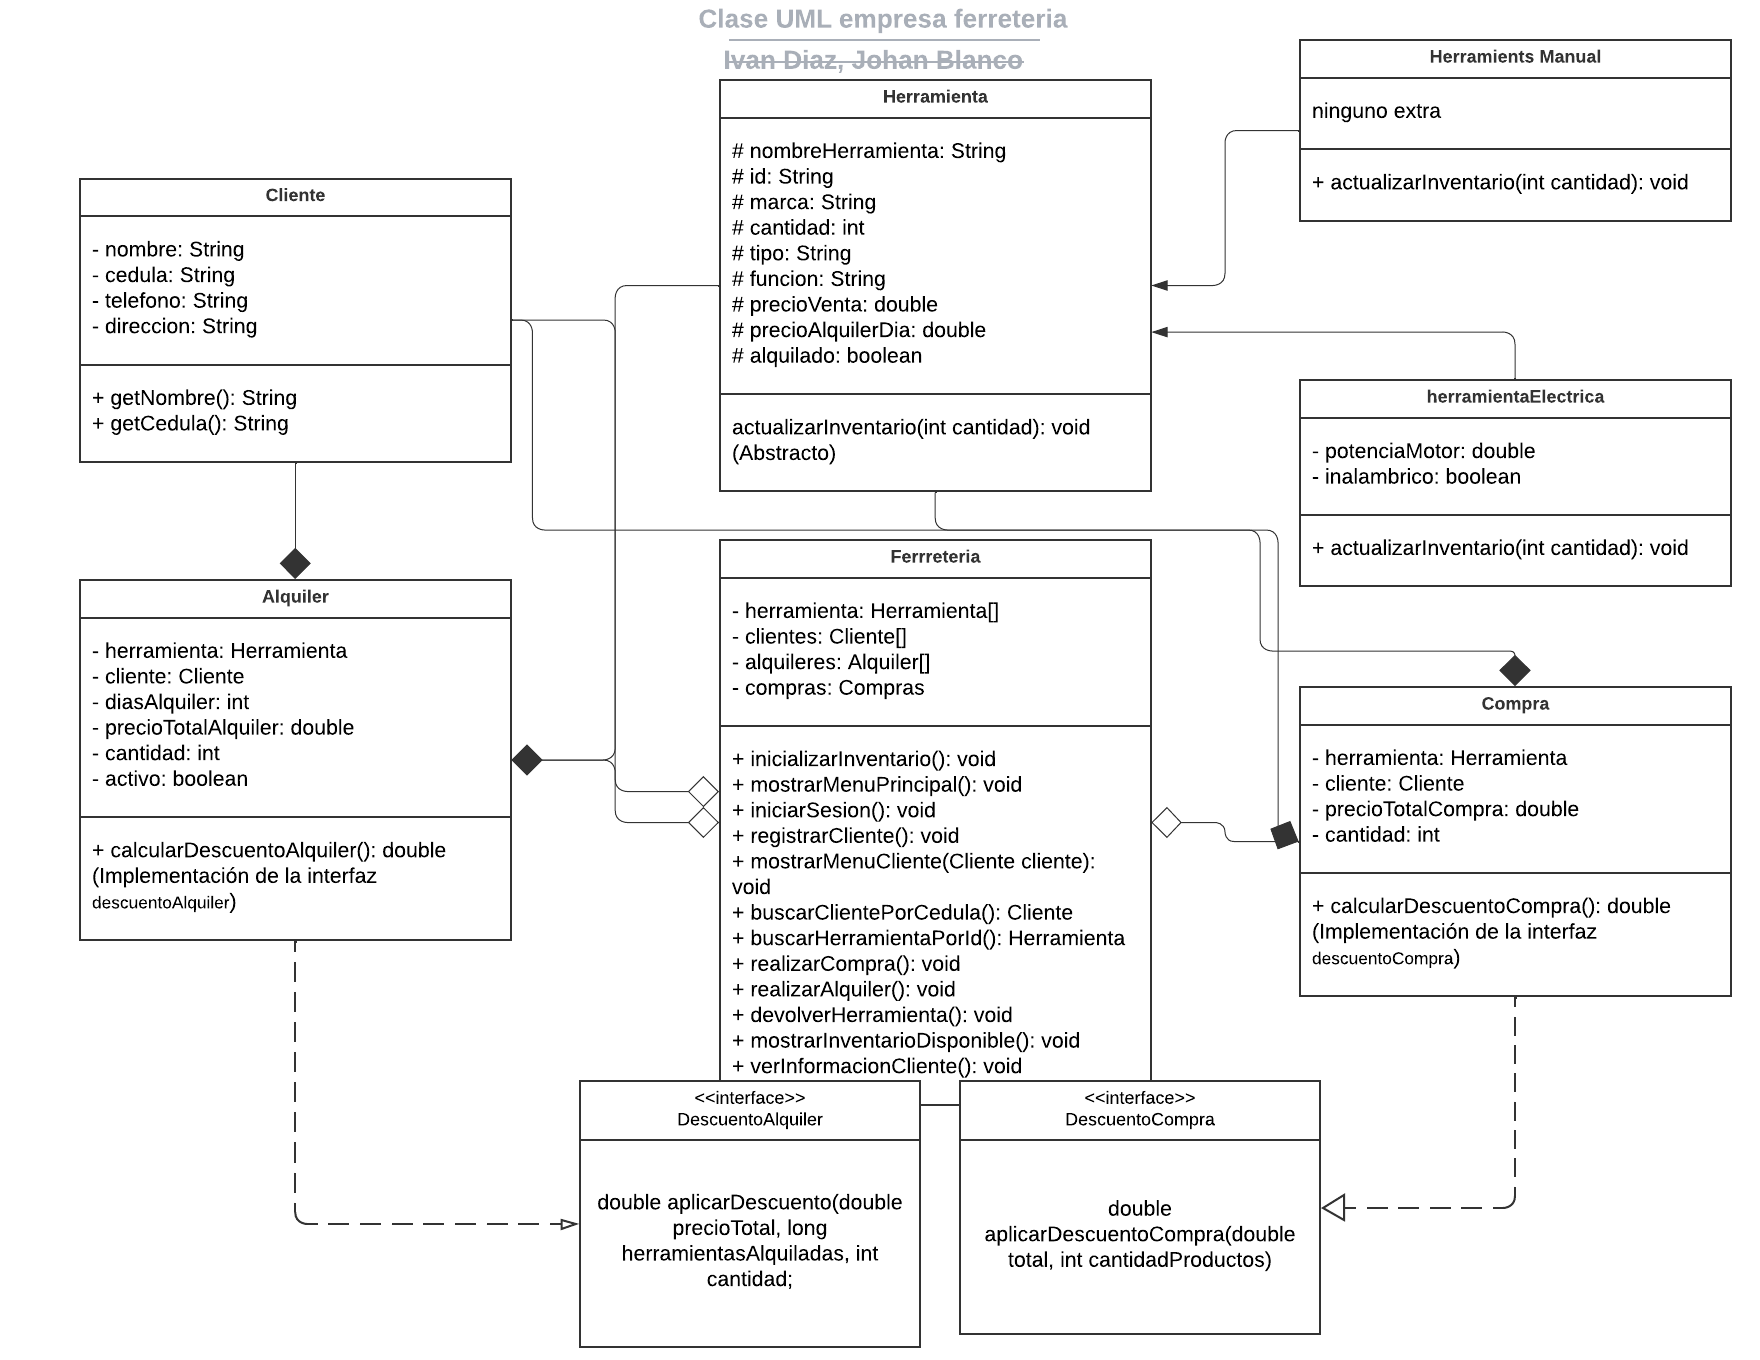 Clase UML empresa ferreteria
Ivan Diaz, Johan Blanco
Herramienta
# nombreHerramienta: String
# id: String
# marca: String
# cantidad: int
# tipo: String
# funcion: String
# precioVenta: double
# precioAlquilerDia: double
# alquilado: boolean
actualizarInventario(int cantidad): void
(Abstracto)
Herramients Manual
ninguno extra
+ actualizarInventario(int cantidad): void
Cliente
- nombre: String
- cedula: String
- telefono: String
- direccion: String
+ getNombre(): String
+ getCedula(): String
herramientaElectrica
- potenciaMotor: double
- inalambrico: boolean
+ actualizarInventario(int cantidad): void
Alquiler
- herramienta: Herramienta
- cliente: Cliente
- diasAlquiler: int
- precioTotalAlquiler: double
- cantidad: int
- activo: boolean
+ calcularDescuentoAlquiler(): double
(Implementación de la interfaz
descuentoAlquiler)
Ferrreteria
- herramienta: Herramienta[]
- clientes: Cliente[]
- alquileres: Alquiler[]
- compras: Compras
+ inicializarInventario(): void
+ mostrarMenuPrincipal(): void
+ iniciarSesion(): void
+ registrarCliente(): void
+ mostrarMenuCliente(Cliente cliente):
void
+ buscarClientePorCedula(): Cliente
+ buscarHerramientaPorId(): Herramienta
+ realizarCompra(): void
+ realizarAlquiler(): void
+ devolverHerramienta(): void
+ mostrarInventarioDisponible(): void
+ verInformacionCliente(): void
Compra
- herramienta: Herramienta
- cliente: Cliente
- precioTotalCompra: double
- cantidad: int
+ calcularDescuentoCompra(): double
(Implementación de la interfaz
descuentoCompra)
<<interface>>
DescuentoAlquiler
double aplicarDescuento(double
precioTotal, long
herramientasAlquiladas, int
cantidad;
<<interface>>
DescuentoCompra
double
aplicarDescuentoCompra(double
total, int cantidadProductos)